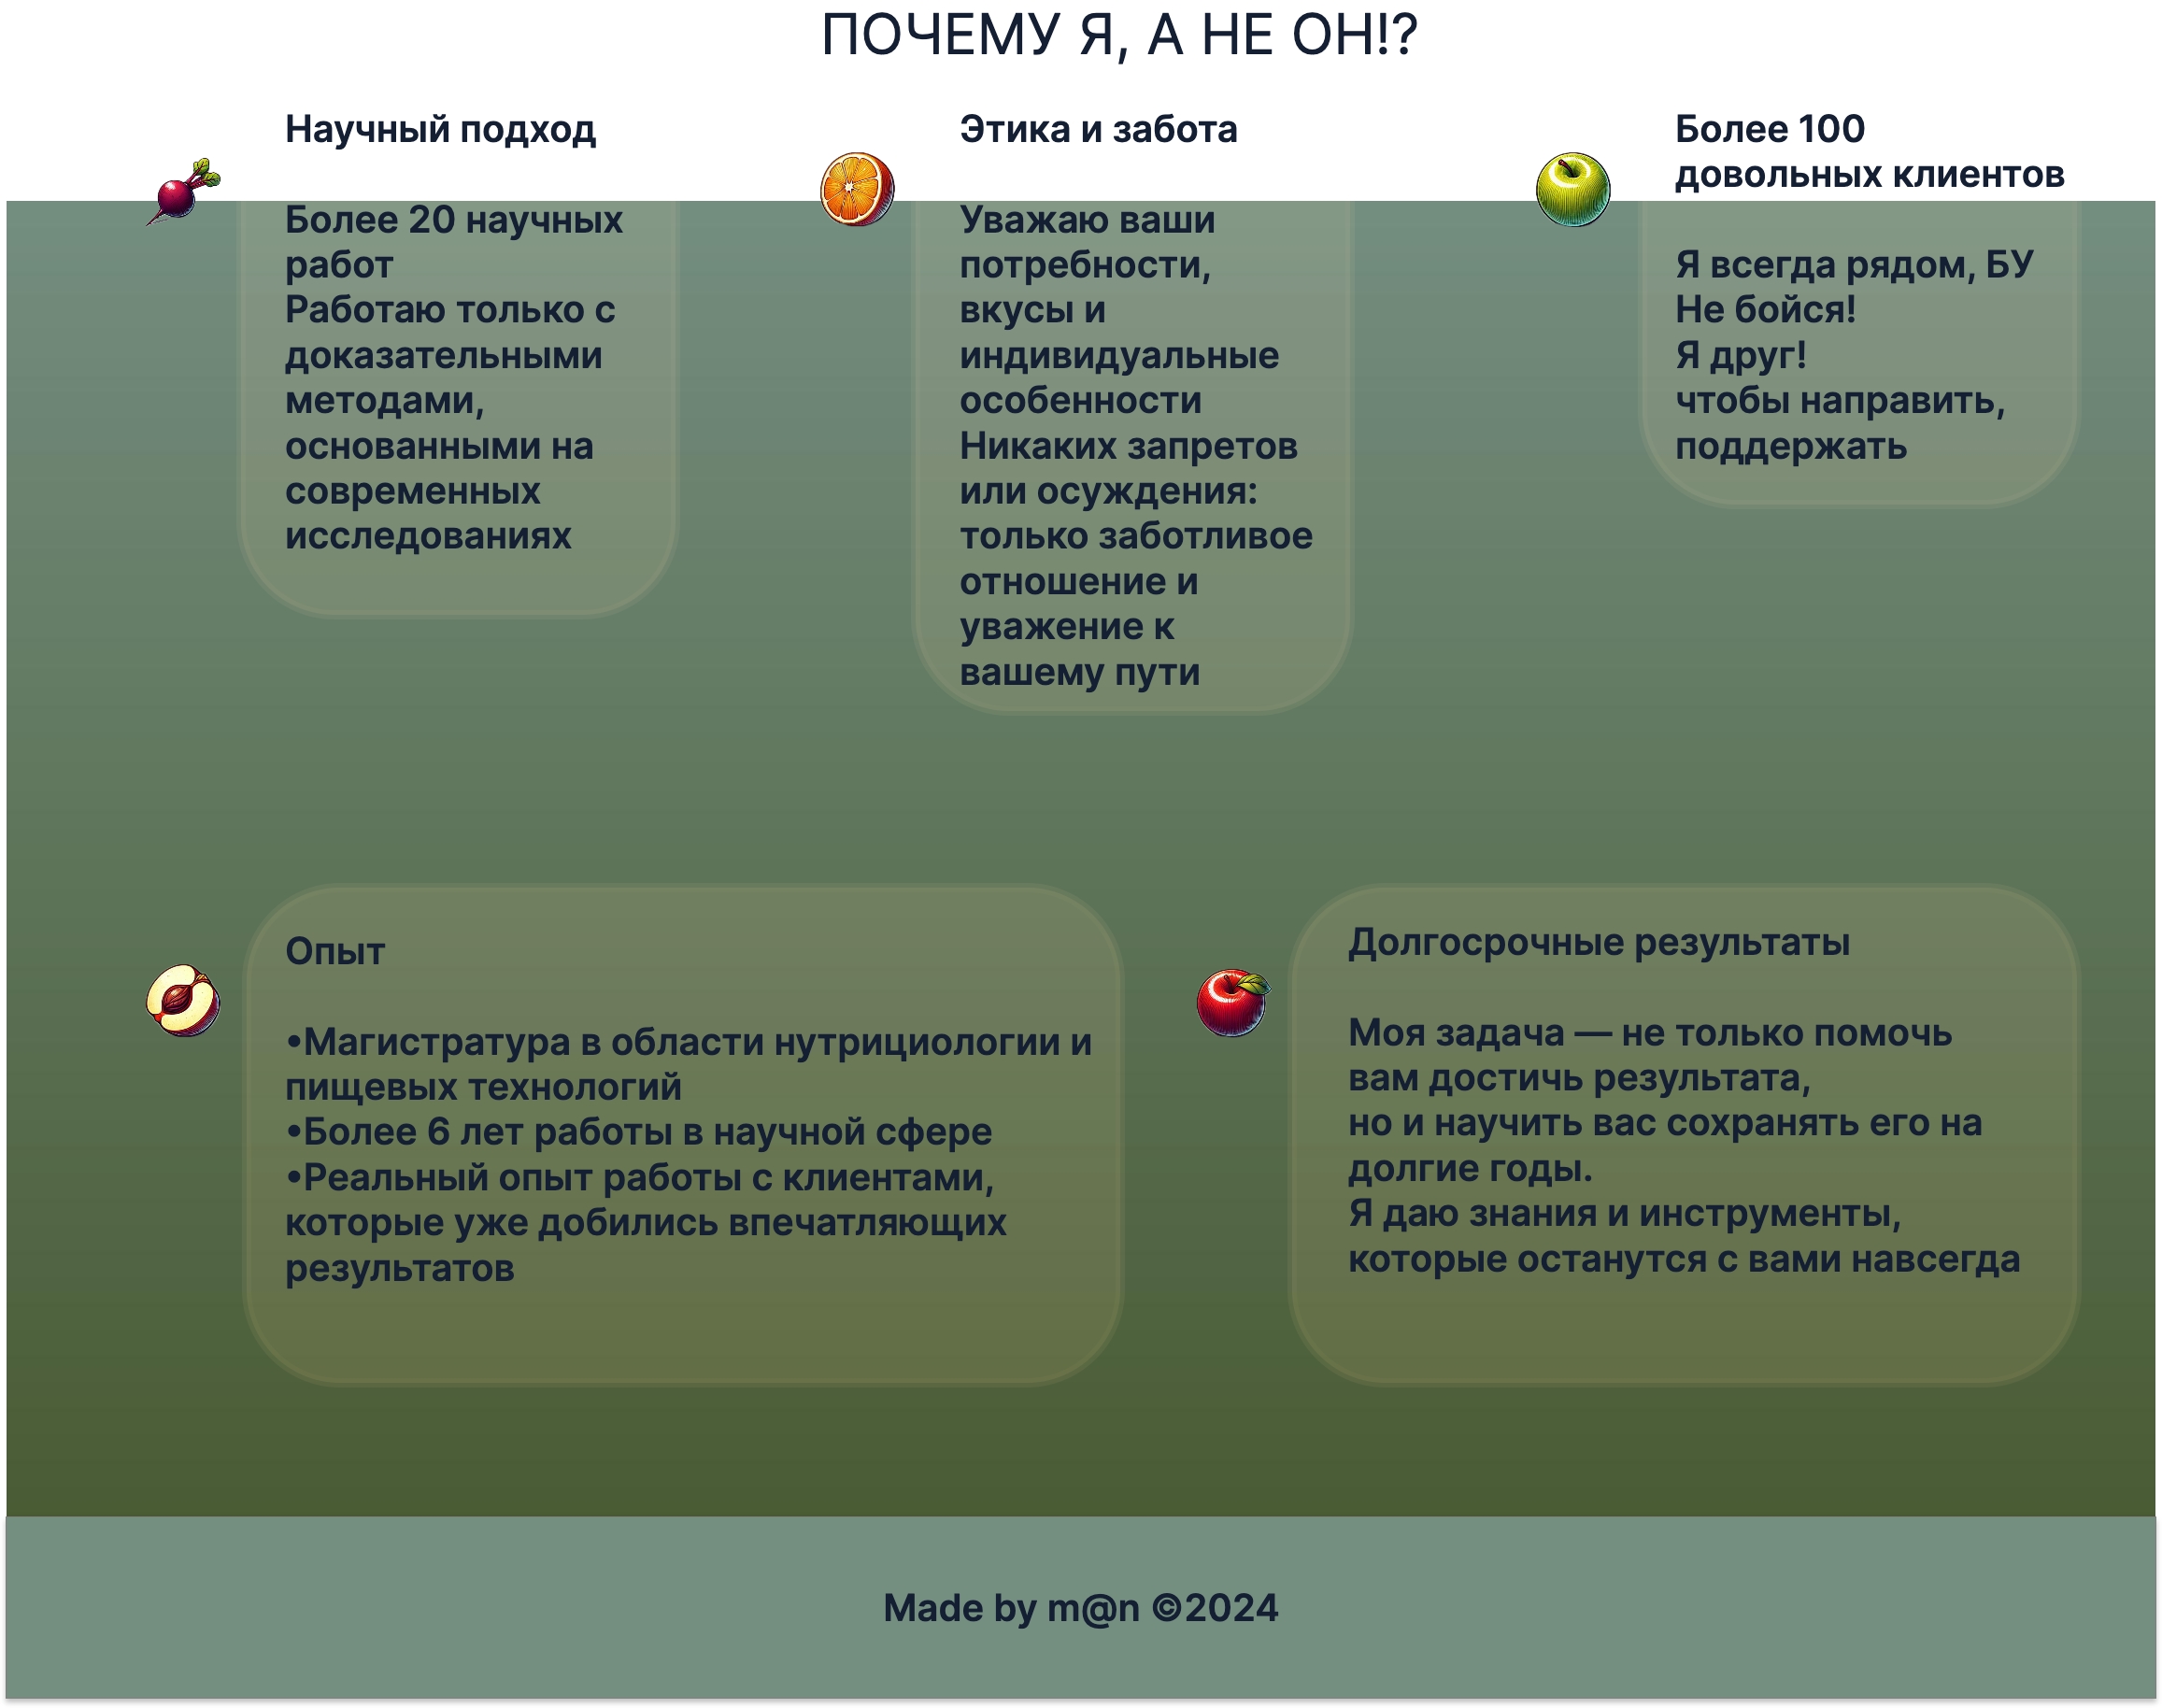 ПОЧЕМУ Я, А НЕ ОН!?
Научный подход
Более 20 научных
работ
Работаю только с
доказательными
методами,
основанными на
современных
исследованиях
Этика и забота
Уважаю ваши
потребности,
вкусы и
индивидуальные
особенности
Никаких запретов
или осуждения:
только заботливое
отношение и
уважение к
вашему пути
Более 100
довольных клиентов
Я всегда рядом, БУ
Не бойся!
Я друг!
чтобы направить,
поддержать
Опыт
•Магистратура в области нутрициологии и
пищевых технологий
•Более 6 лет работы в научной сфере
•Реальный опыт работы с клиентами,
которые уже добились впечатляющих
результатов
Долгосрочные результаты
Моя задача — не только помочь
вам достичь результата,
но и научить вас сохранять его на
долгие годы.
Я даю знания и инструменты,
которые останутся с вами навсегда
Made by m@n ©2024